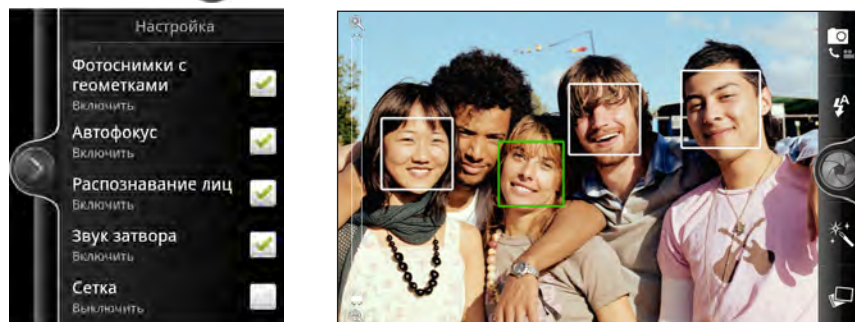 Настройка
Фотоснимки с
геометками
Включить
Автофокус
Включить
Распознавание лиц
Включить
Звук затвора
Включить
Сетка
Выключить
A